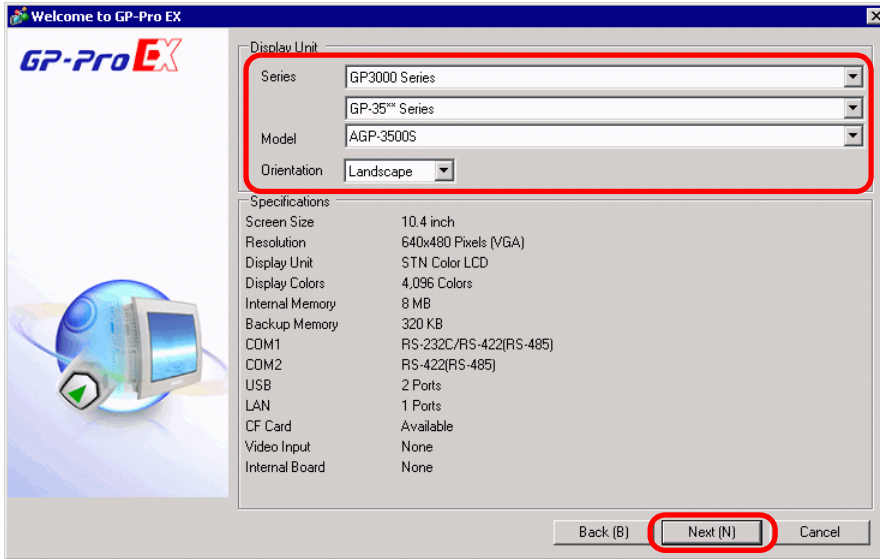 Welcome to GP-Pro EX
GP-Pro EX
Display Unit
Series GP3000 Series
GP-35** Series
Model AGP-3500S
Orientation Landscape
Specifications
Screen Size 10.4 inch
Resolution 640x480 Pixels (VGA)
Display Unit STN Color LCD
Display Colors 4,096 Colors
Internal Memory 8 MB
Backup Memory 320 KB
COM1 RS-232C/RS-422(RS-485)
COM2 RS-422(RS-485)
USB 2 Ports
LAN 1 Ports
CF Card Available
Video Input None
Internal Board None
Back (B) Next (N) Cancel